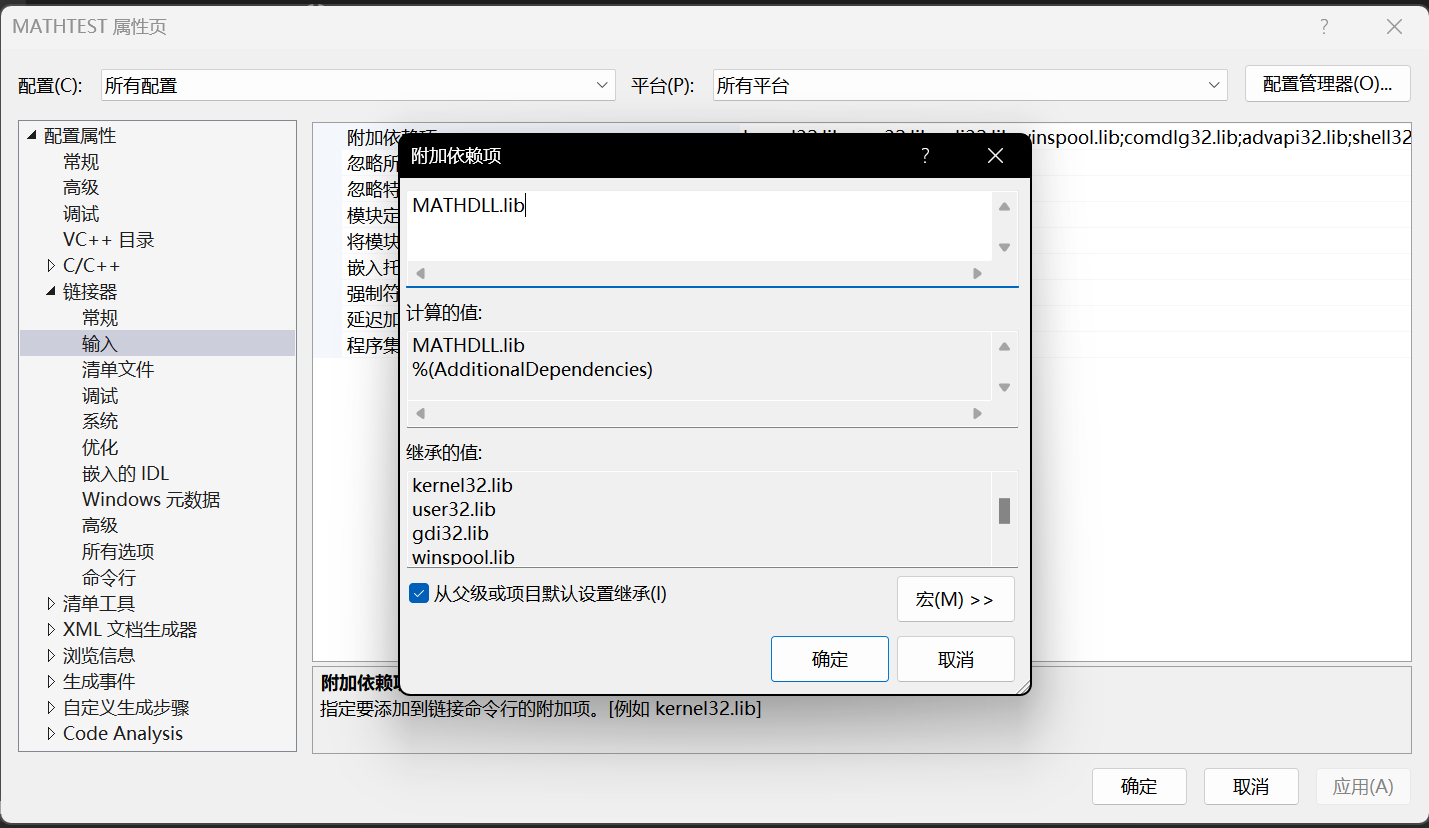 MATHTEST 属性页
?
配置(C):
所有配置
平台(P):
所有平台
配置管理器(O)...
配置属性
常规
高级
调试
VC++ 目录
C/C++
链接器
常规
输入
清单文件
调试
系统
优化
嵌入的 IDL
Windows 元数据
高级
所有选项
命令行
清单工具
XML 文档生成器
浏览信息
生成事件
自定义生成步骤
Code Analysis
附加依赖项
inspool.lib;comdlg32.lib;advapi32.lib;shell32
忽略所
忽略特
模块定
将模块
嵌入托
强制符
延迟加
程序集
附加依赖项
?
MATHDLL.lib
计算的值:
MATHDLL.lib
%(AdditionalDependencies)
继承的值:
kernel32.lib
user32.lib
gdi32.lib
winspool.lib
从父级或项目默认设置继承(I)
宏(M) >>
确定
取消
附加依赖项
指定要添加到链接命令行的附加项。[例如 kernel32.lib]
确定
取消
应用(A)